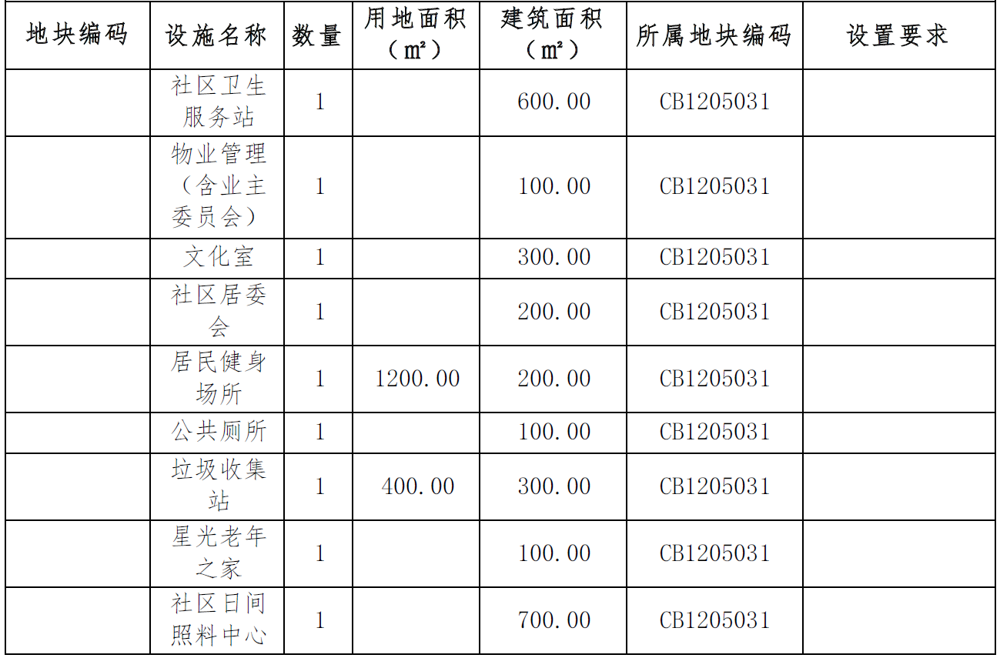 地块编码 设施名称 数量 用地面积（㎡） 建筑面积（㎡） 所属地块编码 设置要求
社区卫生服务站 1 600.00 CB1205031
物业管理（含业主委员会） 1 100.00 CB1205031
文化室 1 300.00 CB1205031
社区居委会 1 200.00 CB1205031
居民健身场所 1 1200.00 200.00 CB1205031
公共厕所 1 100.00 CB1205031
垃圾收集站 1 400.00 300.00 CB1205031
星光老年之家 1 100.00 CB1205031
社区日间照料中心 1 700.00 CB1205031